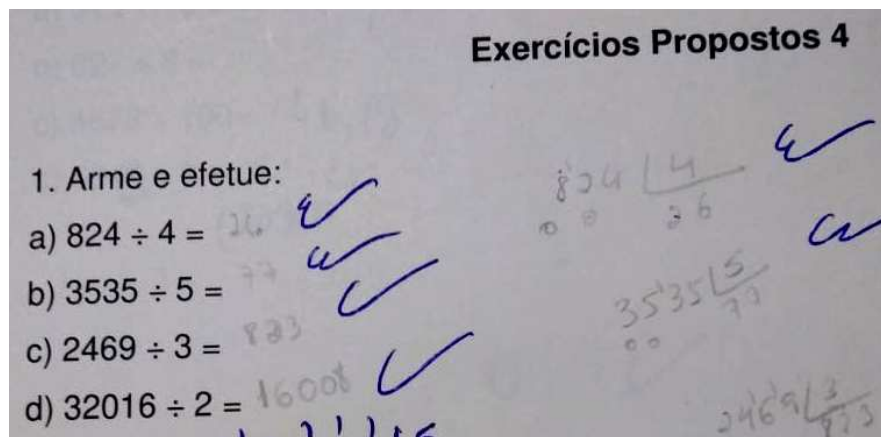 Exercícios Propostos 4
1. Arme e efetue:
824 4
26
a) 824 ÷ 4 = 26
b) 3535 ÷ 5 = 77
3535 5
77
c) 2469 ÷ 3 = 823
d) 32016 ÷ 2 = 16008
2469 3
823